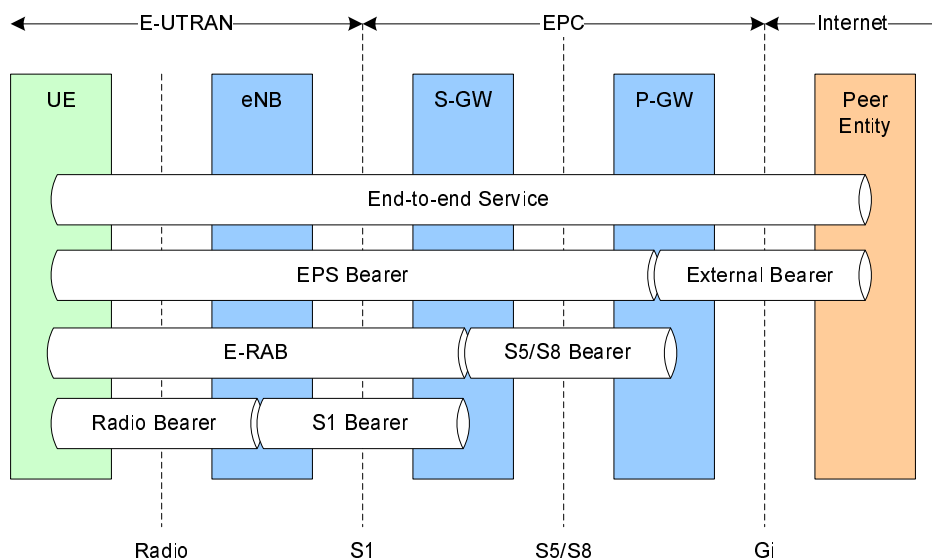 E-UTRAN
EPC
Internet
UE
eNB
S-GW
P-GW
Peer
Entity
End-to-end Service
EPS Bearer
External Bearer
E-RAB
S5/S8 Bearer
Radio Bearer
S1 Bearer
Radio
S1
S5/S8
Gi